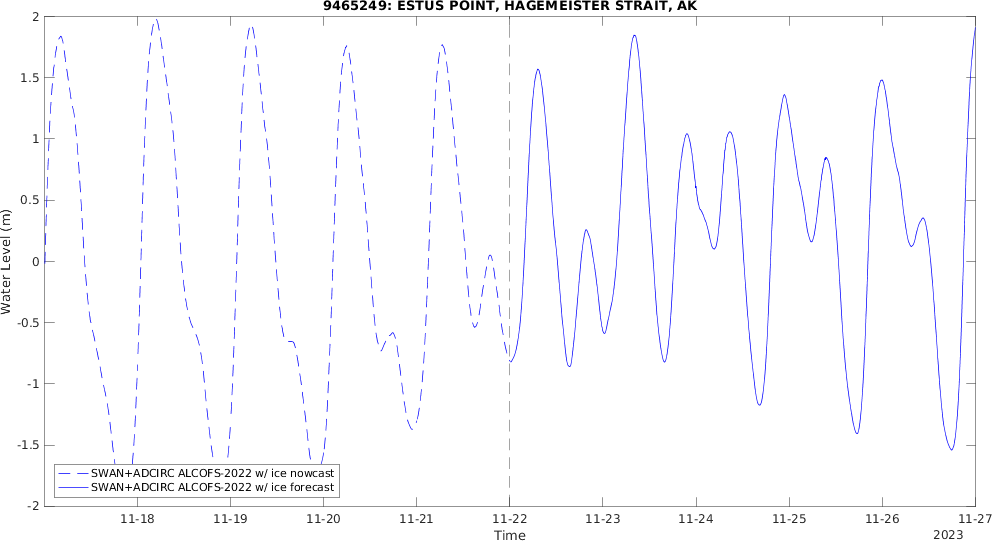 9465249: ESTUS POINT, HAGEMEISTER STRAIT, AK
2
1.5
1
0.5
0
-0.5
-1
-1.5
-2
Water Level (m)
SWAN+ADCIRC ALCOFS-2022 w/ ice nowcast
SWAN+ADCIRC ALCOFS-2022 w/ ice forecast
11-18 11-19 11-20 11-21 11-22 11-23 11-24 11-25 11-26 11-27
Time
2023